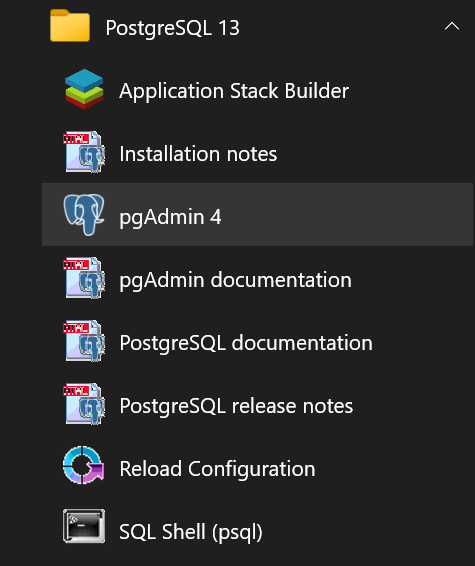 PostgreSQL 13
Application Stack Builder
Installation notes
pgAdmin 4
pgAdmin documentation
PostgreSQL documentation
PostgreSQL release notes
Reload Configuration
SQL Shell (psql)